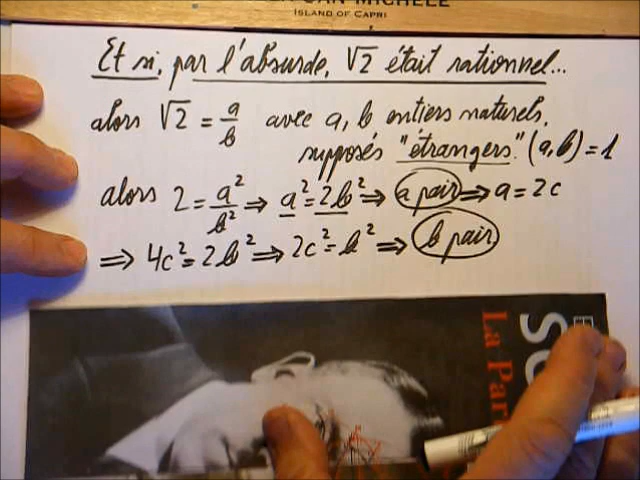 ISLAND OF CAPRI
Et si, par l'absurde, √2 était rationnel...
alors √2 = a/b avec a, b entiers naturels,
supposés "étrangers". (a,b) = 1
alors 2 = a²/b² ⇒ a² = 2b² ⇒ a pair ⇒ a = 2c
⇒ 4c² = 2b² ⇒ 2c² = b² ⇒ b pair
La Par